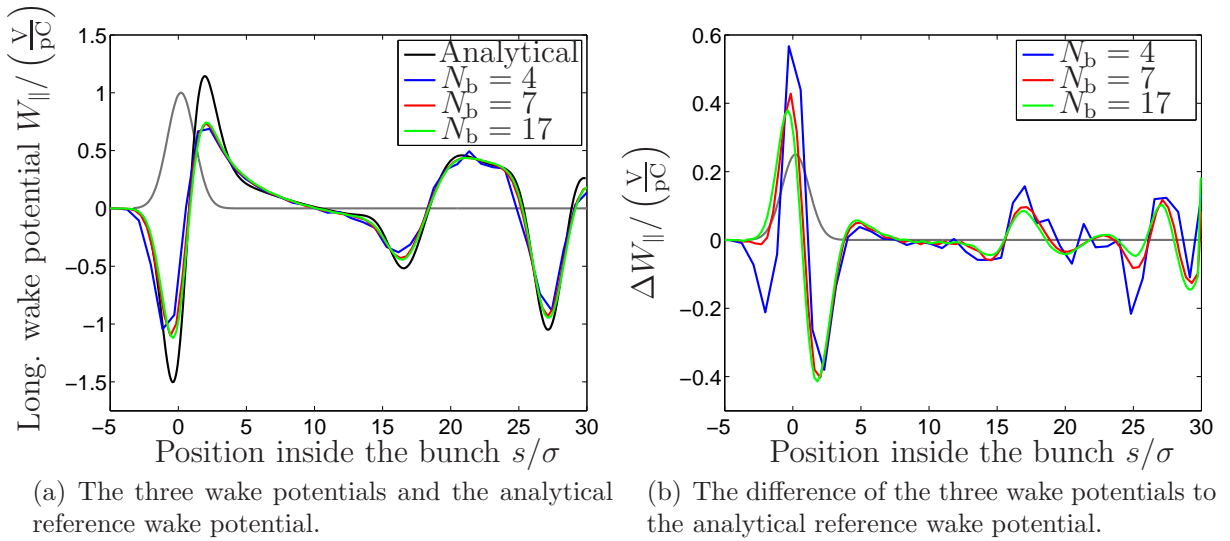 Long. wake potential W∥/(V/pC)
1.5
1
0.5
0
−0.5
−1
−1.5
−5 0 5 10 15 20 25 30
Position inside the bunch s/σ
Analytical
N_b = 4
N_b = 7
N_b = 17
ΔW∥/(V/pC)
0.6
0.4
0.2
0
−0.2
−0.4
−5 0 5 10 15 20 25 30
Position inside the bunch s/σ
N_b = 4
N_b = 7
N_b = 17
(a) The three wake potentials and the analytical
reference wake potential.
(b) The difference of the three wake potentials to
the analytical reference wake potential.